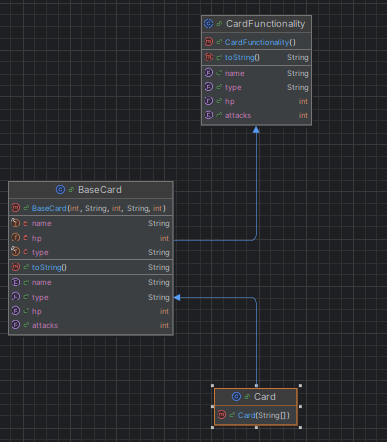 CardFunctionality
CardFunctionality()
toString() String
name String
type String
hp int
attacks int
BaseCard
BaseCard(int, String, int, String, int)
name String
hp int
type String
toString() String
name String
type String
hp int
attacks int
Card
Card(String[])